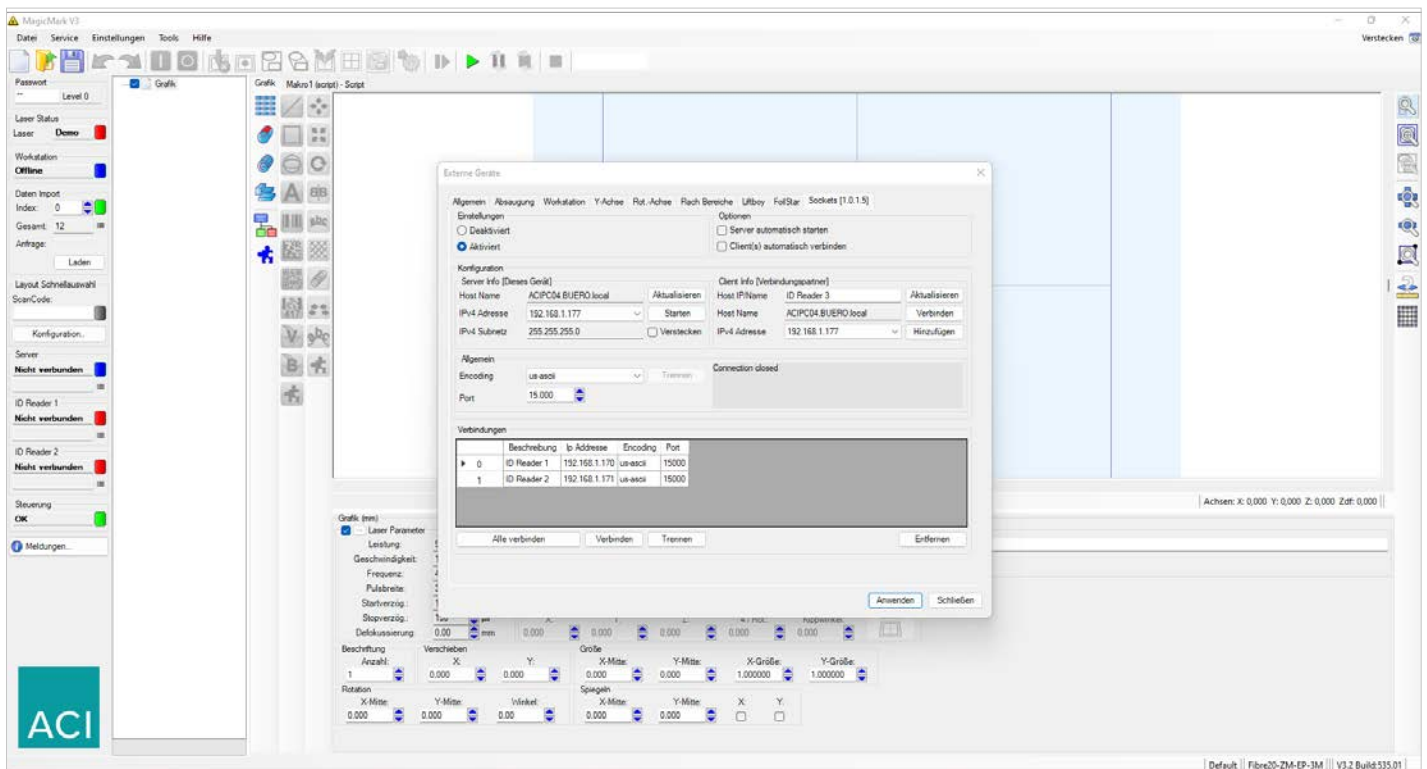 MagicMark V3
Datei Service Einstellungen Tools Hilfe
Verstecken
Passwort
Level 0
Laser Status
Laser Demo
Workstation
Offline
Daten Import
Index: 0
Gesamt: 12
Anfrage:
Laden
Layout Schnellauswahl
ScanCode:
Konfiguration..
Server
Nicht verbunden
ID Reader 1
Nicht verbunden
ID Reader 2
Nicht verbunden
Steuerung
OK
Meldungen...
ACI
Grafik
Grafik Makro1 (script) - Script
Externe Geräte
Allgemein Absaugung Workstation Y-Achse Rot.-Achse Flach Bereiche Liftboy FoilStar Sockets [1.0.1.5]
Einstellungen
Deaktiviert
Aktiviert
Optionen
Server automatisch starten
Client(s) automatisch verbinden
Konfiguration
Server Info [Dieses Gerät]
Host Name ACIPC04.BUERO.local Aktualisieren
IPv4 Adresse 192.168.1.177 Starten
IPv4 Subnetz 255.255.255.0 Verstecken
Client Info [Verbindungspartner]
Host IP/Name ID Reader 3 Aktualisieren
Host Name ACIPC04.BUERO.local Verbinden
IPv4 Adresse 192.168.1.177 Hinzufügen
Allgemein
Encoding us-ascii Trennen
Port 15.000
Connection closed
Verbindungen
Beschreibung Ip Addresse Encoding Port
0 ID Reader 1 192.168.1.170 us-ascii 15000
1 ID Reader 2 192.168.1.171 us-ascii 15000
Alle verbinden Verbinden Trennen Entfernen
Anwenden Schließen
Achsen: X: 0,000 Y: 0,000 Z: 0,000 Zdf: 0,000
Grafik (mm)
Laser Parameter
Leistung:
Geschwindigkeit:
Frequenz:
Pulsbreite:
Startverzög.:
Stopverzög.:
Defokussierung: 0.00 mm 0.000 0.000 0.000 0.000 0.000
Beschriftung Verschieben Größe
Anzahl: X: Y: X-Mitte: Y-Mitte: X-Größe: Y-Größe:
1 0.000 0.000 0.000 0.000 1.000000 1.000000
Rotation Spiegeln
X-Mitte: Y-Mitte: Winkel: X-Mitte: Y-Mitte: X: Y:
0.000 0.000 0.00 0.000 0.000
Default Fibre20-ZM-EP-3M V3.2 Build:535.01